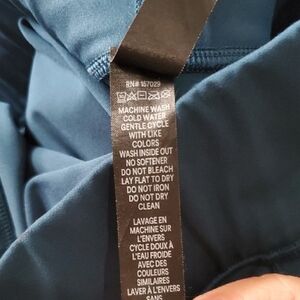 RN# 157029
MACHINE WASH
COLD WATER
GENTLE CYCLE
WITH LIKE
COLORS
WASH INSIDE OUT
NO SOFTENER
DO NOT BLEACH
LAY FLAT TO DRY
DO NOT IRON
DO NOT DRY
CLEAN
LAVAGE EN
MACHINE SUR
L'ENVERS
CYCLE DOUX À
L'EAU FROIDE
AVEC DES
COULEURS
SIMILAIRES
LAVER À L'ENVERS
SANS